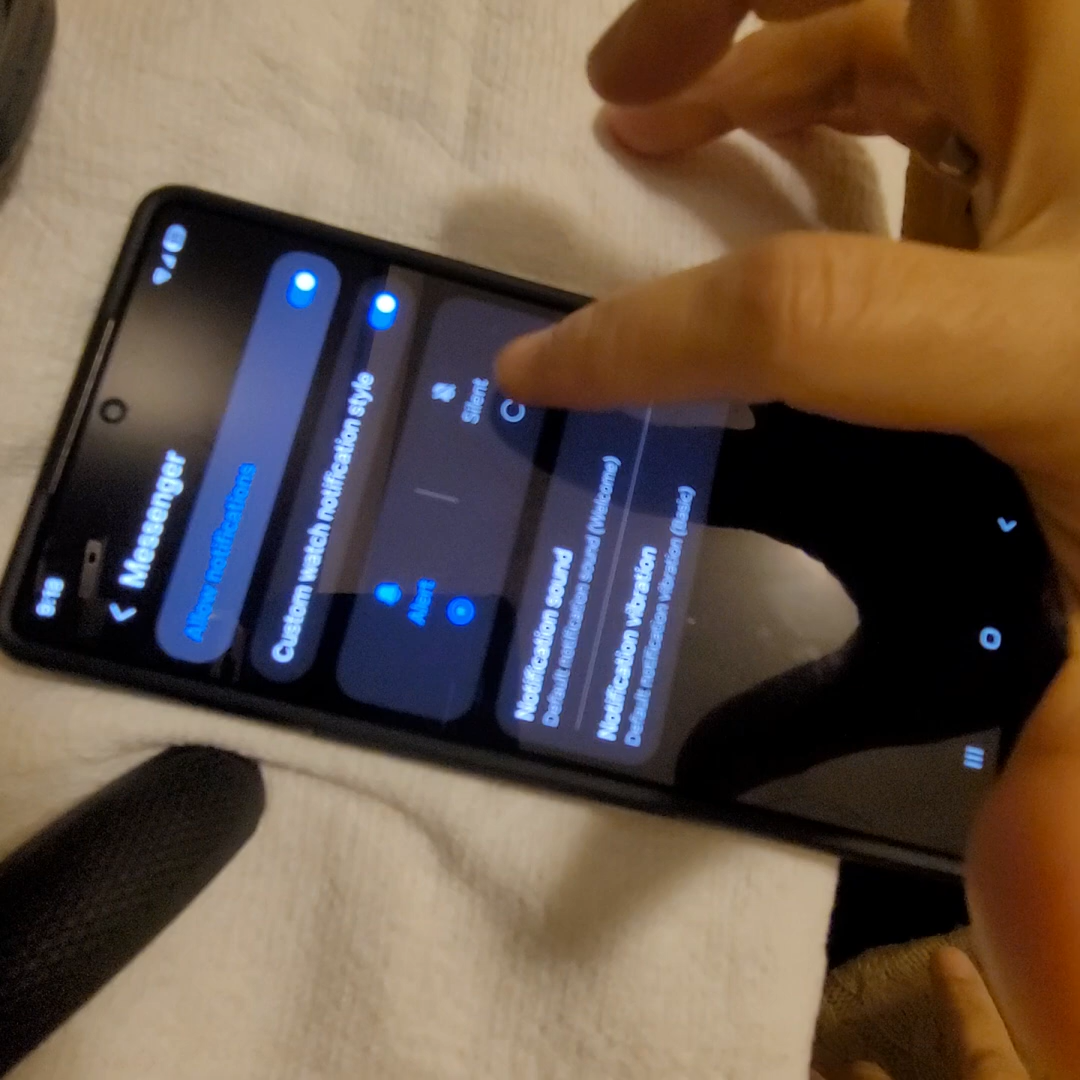 9:18
Messenger
Allow notifications
Custom watch notification style
Alert
Silent
Notification sound
Default notification sound (Welcome)
Notification vibration
Default notification vibration (Basic)